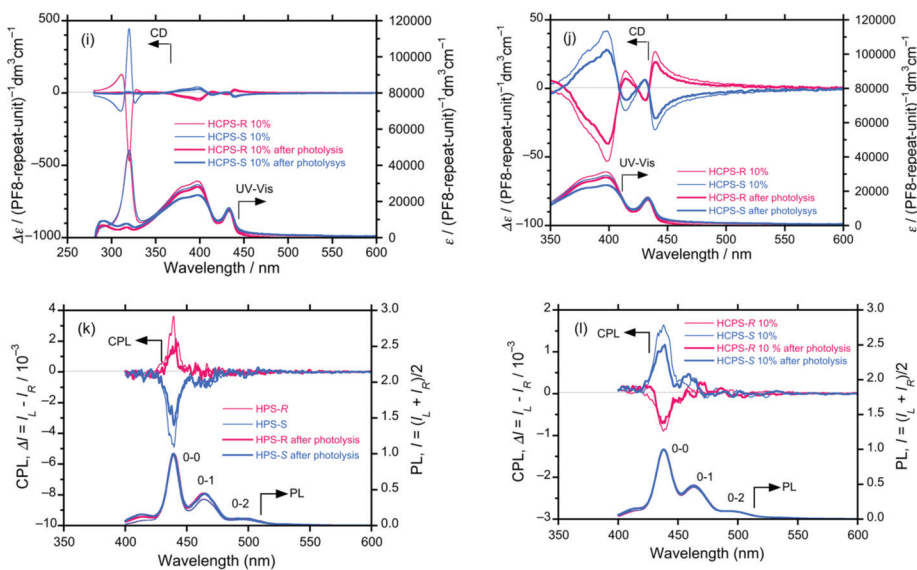 (i)
CD
HCPS-R 10%
HCPS-S 10%
HCPS-R 10% after photolysis
HCPS-S 10% after photolysys
UV-Vis
500
0
−500
−1000
120000
100000
80000
60000
40000
20000
0
250 300 350 400 450 500 550 600
Wavelength / nm
Δε / (PF8-repeat-unit)⁻¹dm³cm⁻¹
ε / (PF8-repeat-unit)⁻¹dm³cm⁻¹
(j)
CD
UV-Vis
HCPS-R 10%
HCPS-S 10%
HCPS-R after photolysis
HCPS-S after photolysys
50
0
−50
−100
120000
100000
80000
60000
40000
20000
0
350 400 450 500 550 600
Wavelength / nm
Δε / (PF8-repeat-unit)⁻¹dm³cm⁻¹
ε / (PF8-repeat-unit)⁻¹dm³cm⁻¹
(k)
CPL
HPS-R
HPS-S
HPS-R after photolysis
HPS-S after photolysis
0-0
0-1
0-2
PL
4
2
0
−2
−4
−6
−8
−10
3.0
2.5
2.0
1.5
1.0
0.5
0.0
350 400 450 500 550 600
Wavelength (nm)
CPL, ΔI = I_L - I_R / 10⁻³
PL, I = (I_L + I_R)/2
(l)
CPL
HCPS-R 10%
HCPS-S 10%
HCPS-R 10 % after photolysis
HCPS-S 10% after photolysis
0-0
0-1
0-2
PL
2
1
0
−1
−2
−3
3.0
2.5
2.0
1.5
1.0
0.5
0.0
350 400 450 500 550 600
Wavelength (nm)
CPL, ΔI = I_L - I_R / 10⁻³
PL, I = (I_L + I_R)/2